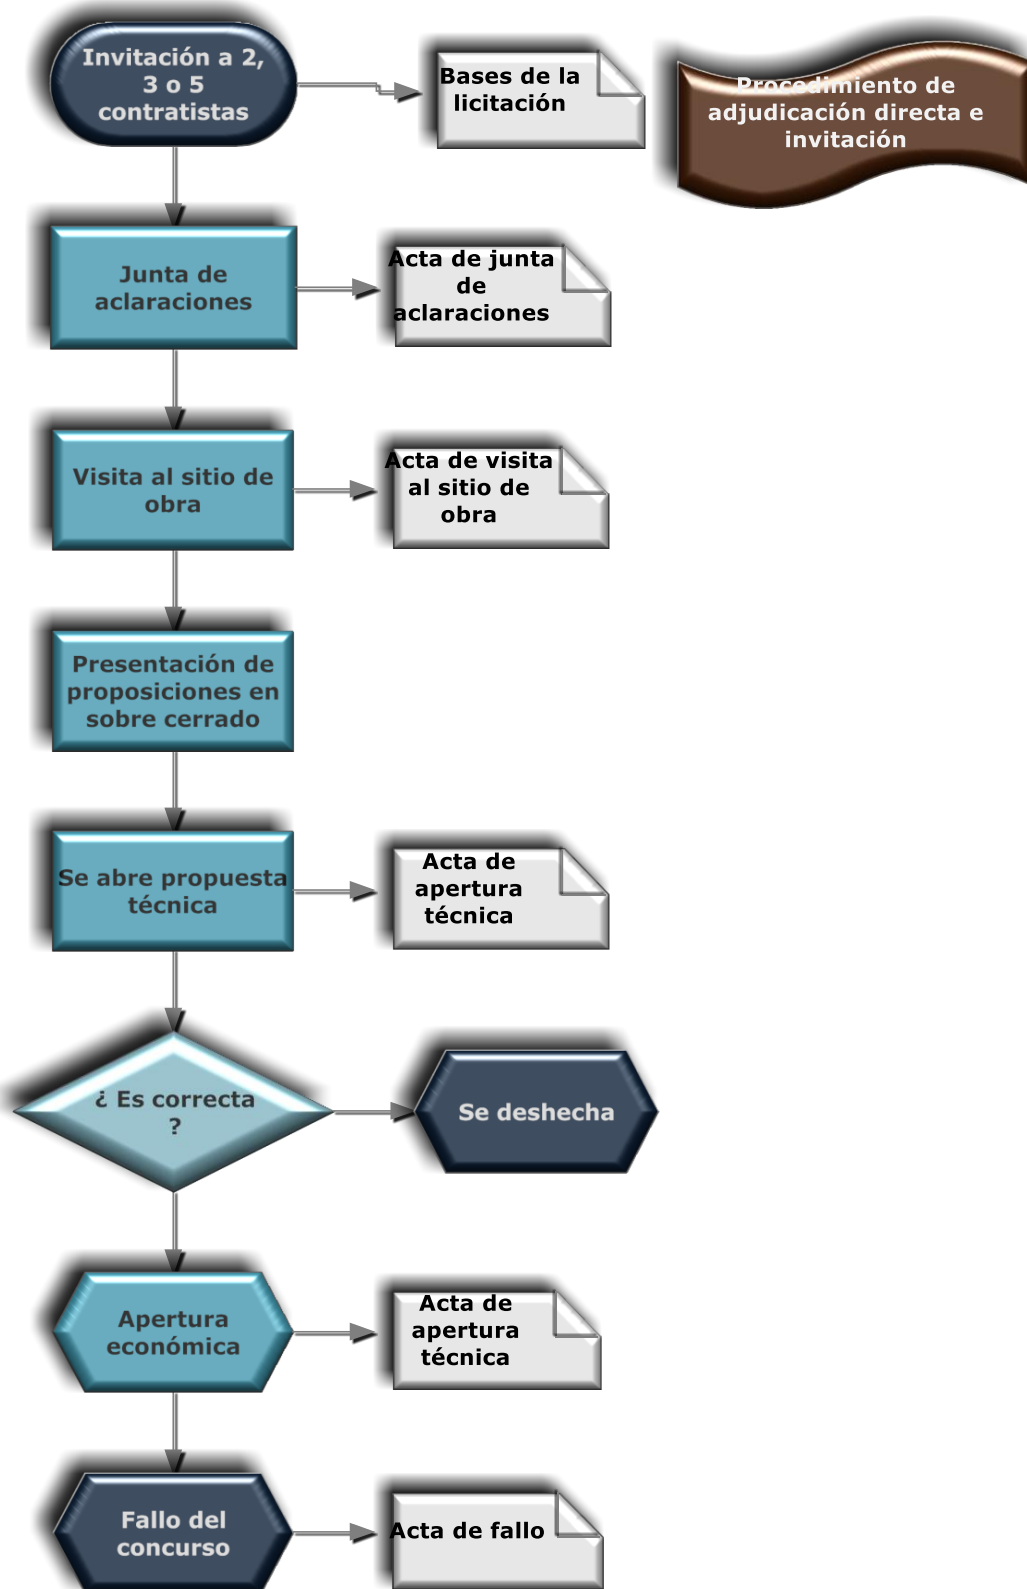 Invitación a 2,
3 o 5
contratistas
Bases de la
licitación
Procedimiento de
adjudicación directa e
invitación
Junta de
aclaraciones
Acta de junta
de
aclaraciones
Visita al sitio de
obra
Acta de visita
al sitio de
obra
Presentación de
proposiciones en
sobre cerrado
Se abre propuesta
técnica
Acta de
apertura
técnica
¿ Es correcta
?
Se deshecha
Apertura
económica
Acta de
apertura
técnica
Fallo del
concurso
Acta de fallo